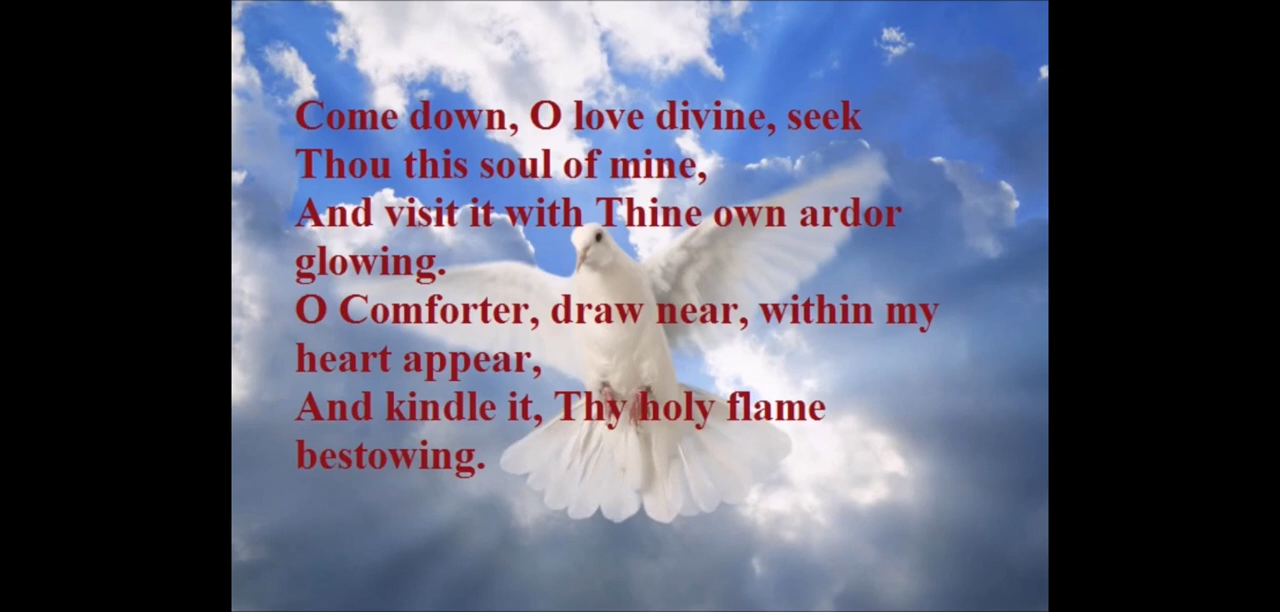 Come down, O love divine, seek
Thou this soul of mine,
And visit it with Thine own ardor
glowing.
O Comforter, draw near, within my
heart appear,
And kindle it, Thy holy flame
bestowing.